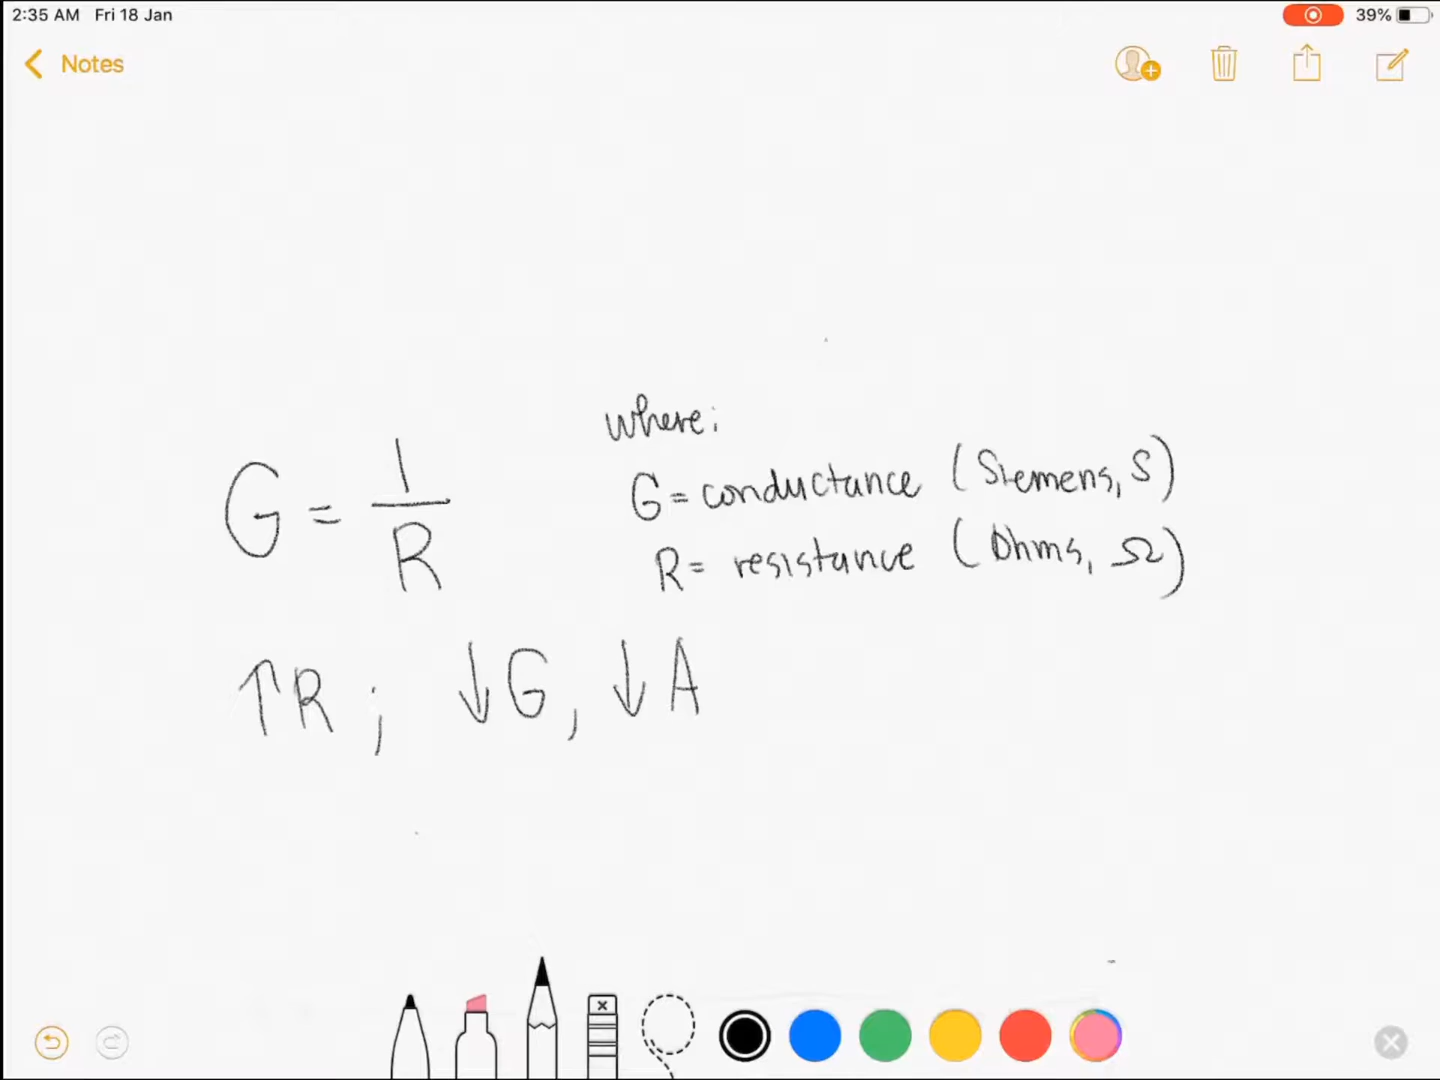 2:35 AM Fri 18 Jan 39%
Notes
where:
G = 1/R
G = conductance (Siemens, S)
R = resistance (Ohms, Ω)
↑R ; ↓G, ↓A